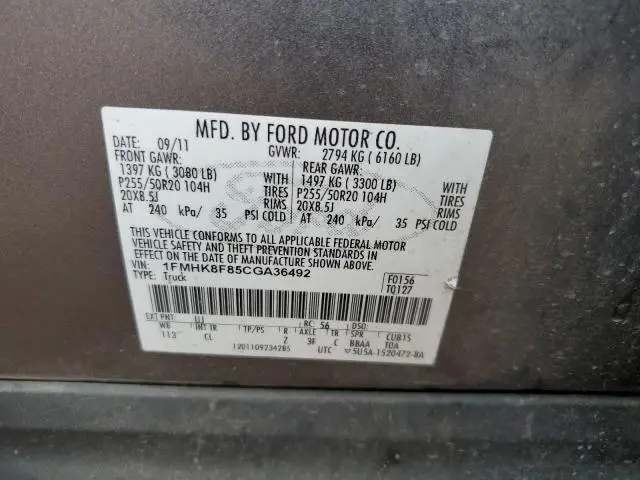 MFD. BY FORD MOTOR CO.
DATE: 09/11 GVWR: 2794 KG ( 6160 LB)
FRONT GAWR: REAR GAWR:
1397 KG ( 3080 LB) WITH 1497 KG ( 3300 LB) WITH
P255/50R20 104H TIRES P255/50R20 104H TIRES
20X8.5J RIMS 20X8.5J RIMS
AT 240 kPa/ 35 PSI COLD AT 240 kPa/ 35 PSI COLD
THIS VEHICLE CONFORMS TO ALL APPLICABLE FEDERAL MOTOR
VEHICLE SAFETY AND THEFT PREVENTION STANDARDS IN
EFFECT ON THE DATE OF MANUFACTURE SHOWN ABOVE.
VIN: 1FMHK8F85CGA36492 F0156
TYPE: Truck T0127
EXT PNT: RC: 56 DSO:
WB INT TR TP/PS R AXLE TR SPR CUB15
113 CL Z 3F C BBAA TOA
1201109234285 UTC 5U5A-1520472-BA